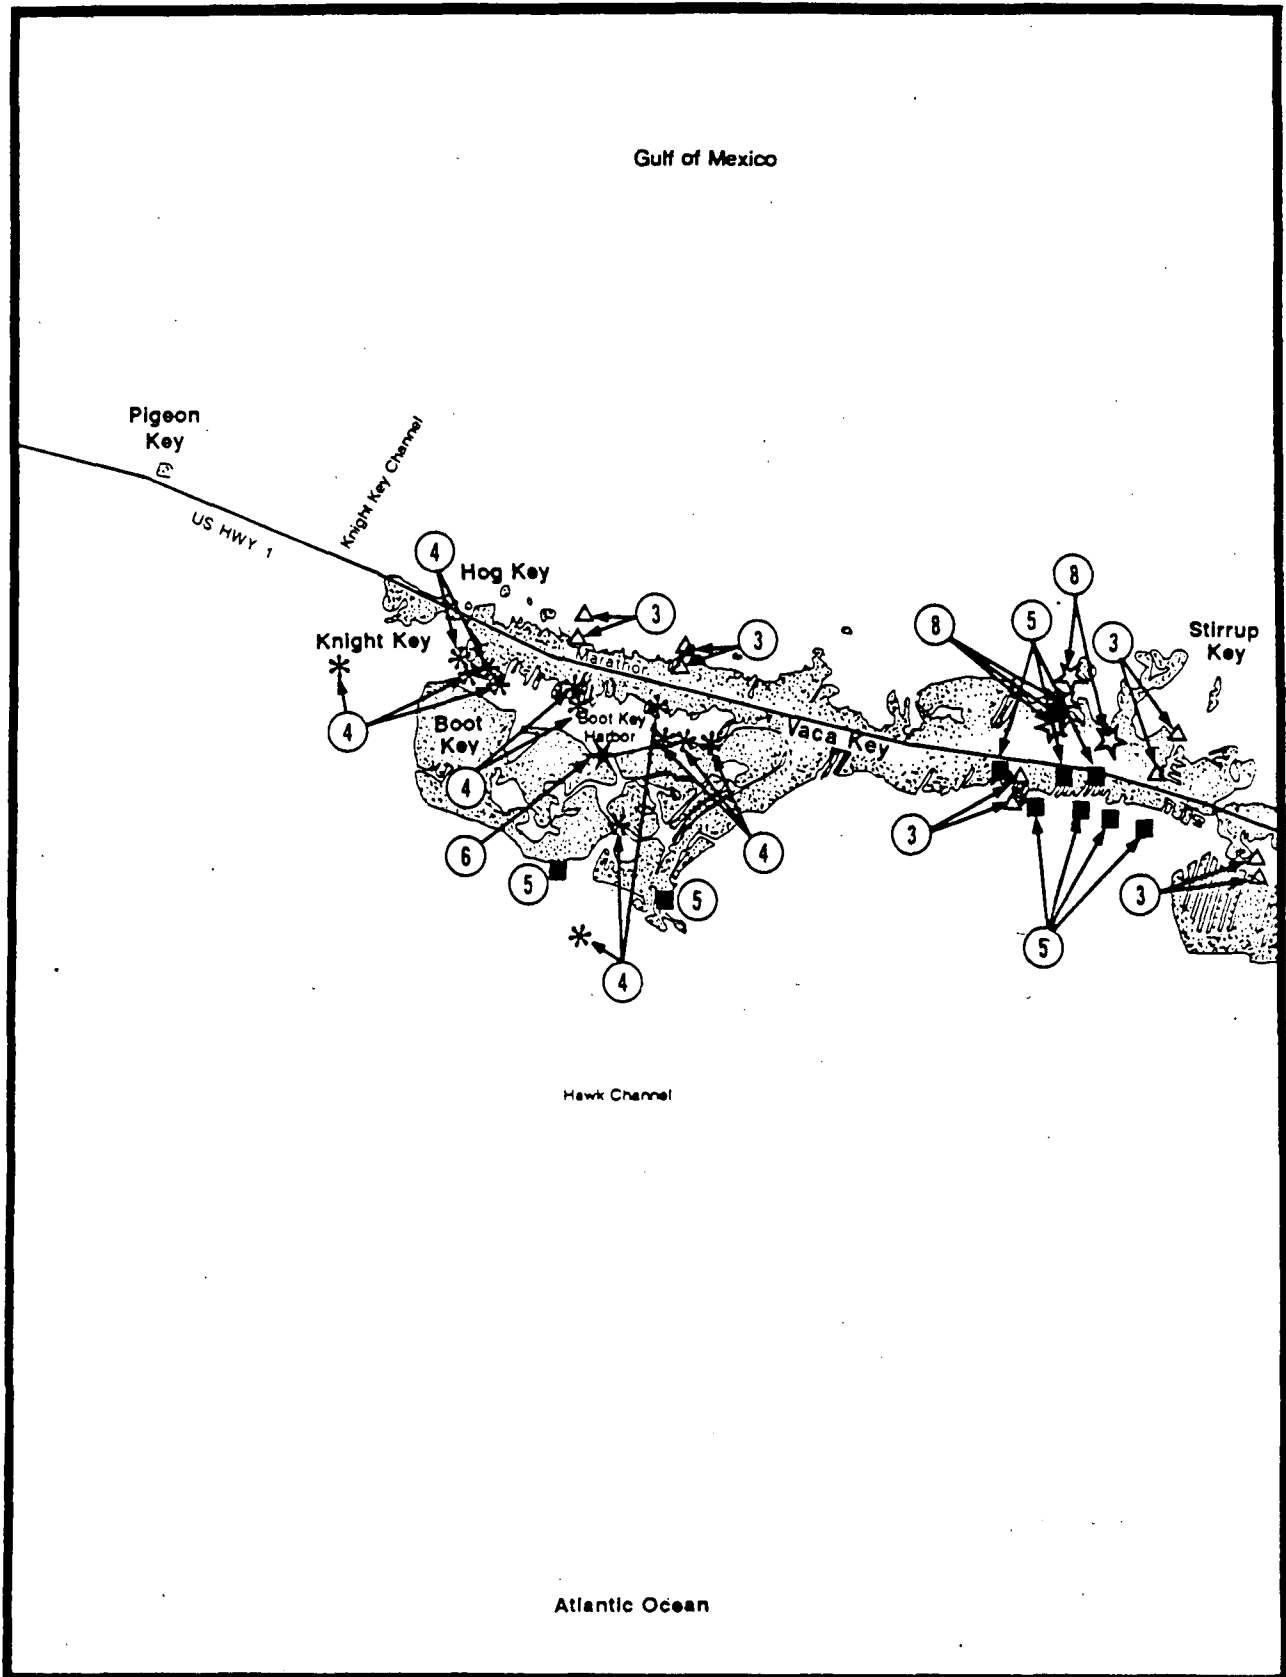 Gulf of Mexico
Pigeon
Key
Knight Key Channel
US HWY 1
4
Hog Key
8
3
5
8
3
3
Stirrup
Key
Knight Key
Marathon
4
Boot
Key
Boot Key
Harbor
Vaca Key
4
3
6
4
5
5
3
5
4
Hawk Channel
Atlantic Ocean